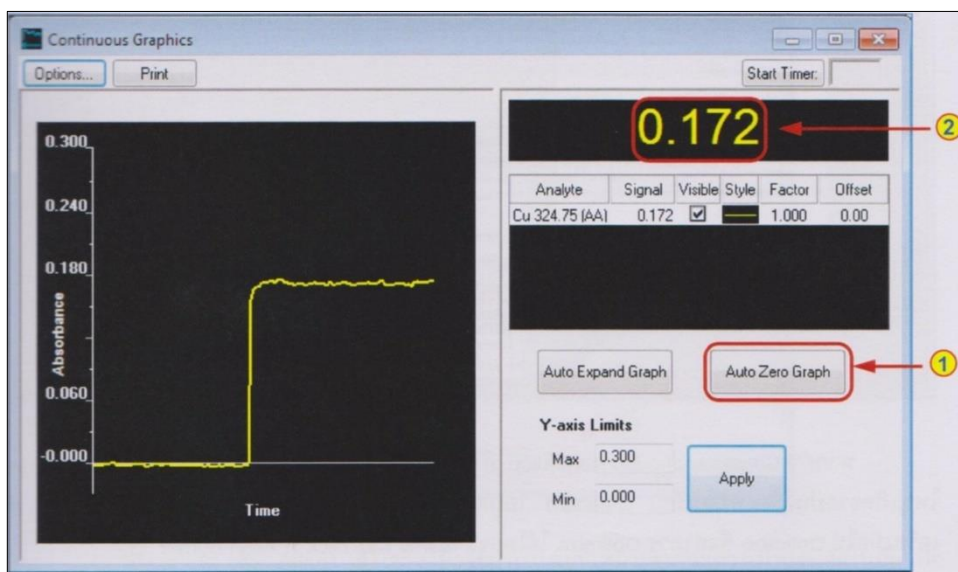 Continuous Graphics
Options... Print Start Timer:
0.172
2
Analyte Signal Visible Style Factor Offset
Cu 324.75 (AA) 0.172 1.000 0.00
0.300
0.240
0.180
0.060
-0.000
Absorbance
Time
Auto Expand Graph Auto Zero Graph
1
Y-axis Limits
Max 0.300
Min 0.000
Apply